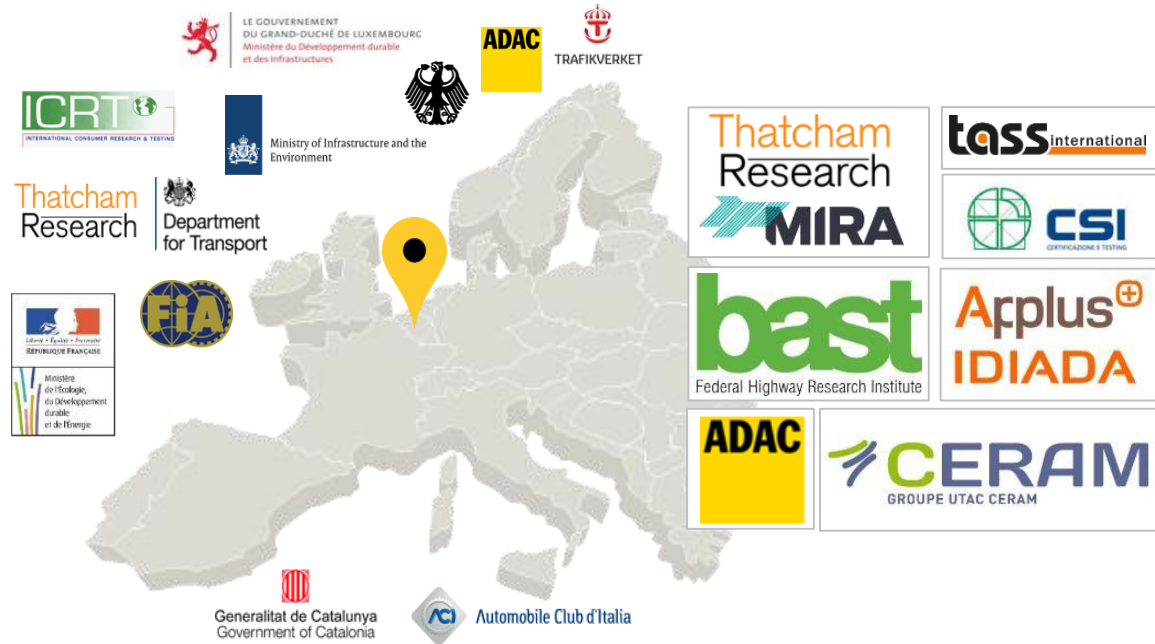 LE GOUVERNEMENT
DU GRAND-DUCHÉ DE LUXEMBOURG
Ministère du Développement durable
et des Infrastructures
ADAC
TRAFIKVERKET
ICRT
INTERNATIONAL CONSUMER RESEARCH & TESTING
Ministry of Infrastructure and the
Environment
Thatcham
Research
Department
for Transport
FiA
Liberté • Égalité • Fraternité
RÉPUBLIQUE FRANÇAISE
Ministère
de l'Écologie,
du Développement
durable
et de l'Énergie
Generalitat de Catalunya
Government of Catalonia
ACI
Automobile Club d'Italia
Thatcham
Research
MIRA
tass international
CSI
CERTIFICAZIONE E TESTING
bast
Federal Highway Research Institute
Applus+
IDIADA
ADAC
CERAM
GROUPE UTAC CERAM